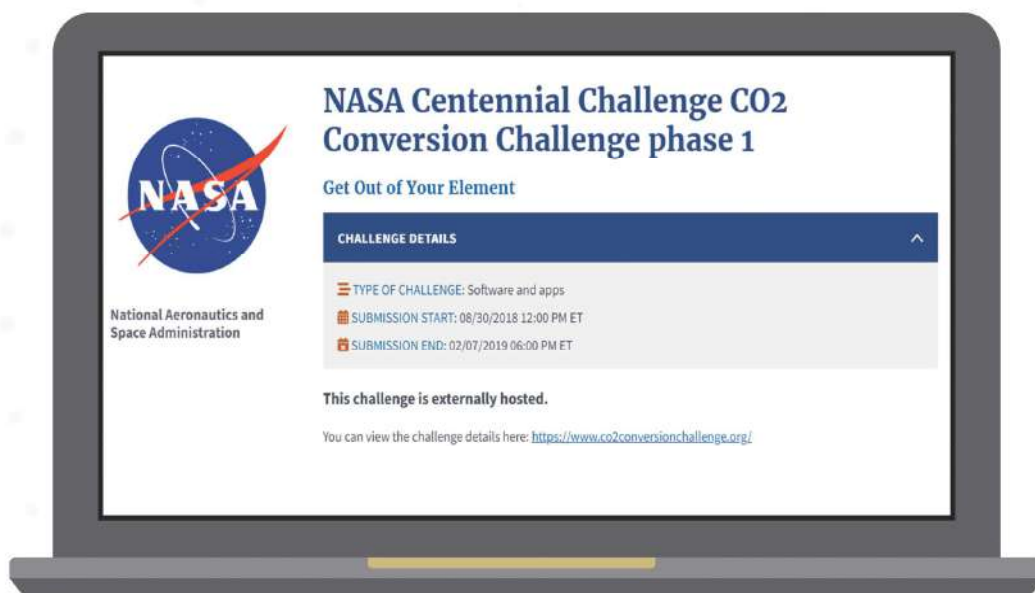 NASA
National Aeronautics and
Space Administration
NASA Centennial Challenge CO2
Conversion Challenge phase 1
Get Out of Your Element
CHALLENGE DETAILS
TYPE OF CHALLENGE: Software and apps
SUBMISSION START: 08/30/2018 12:00 PM ET
SUBMISSION END: 02/07/2019 06:00 PM ET
This challenge is externally hosted.
You can view the challenge details here: https://www.co2conversionchallenge.org/